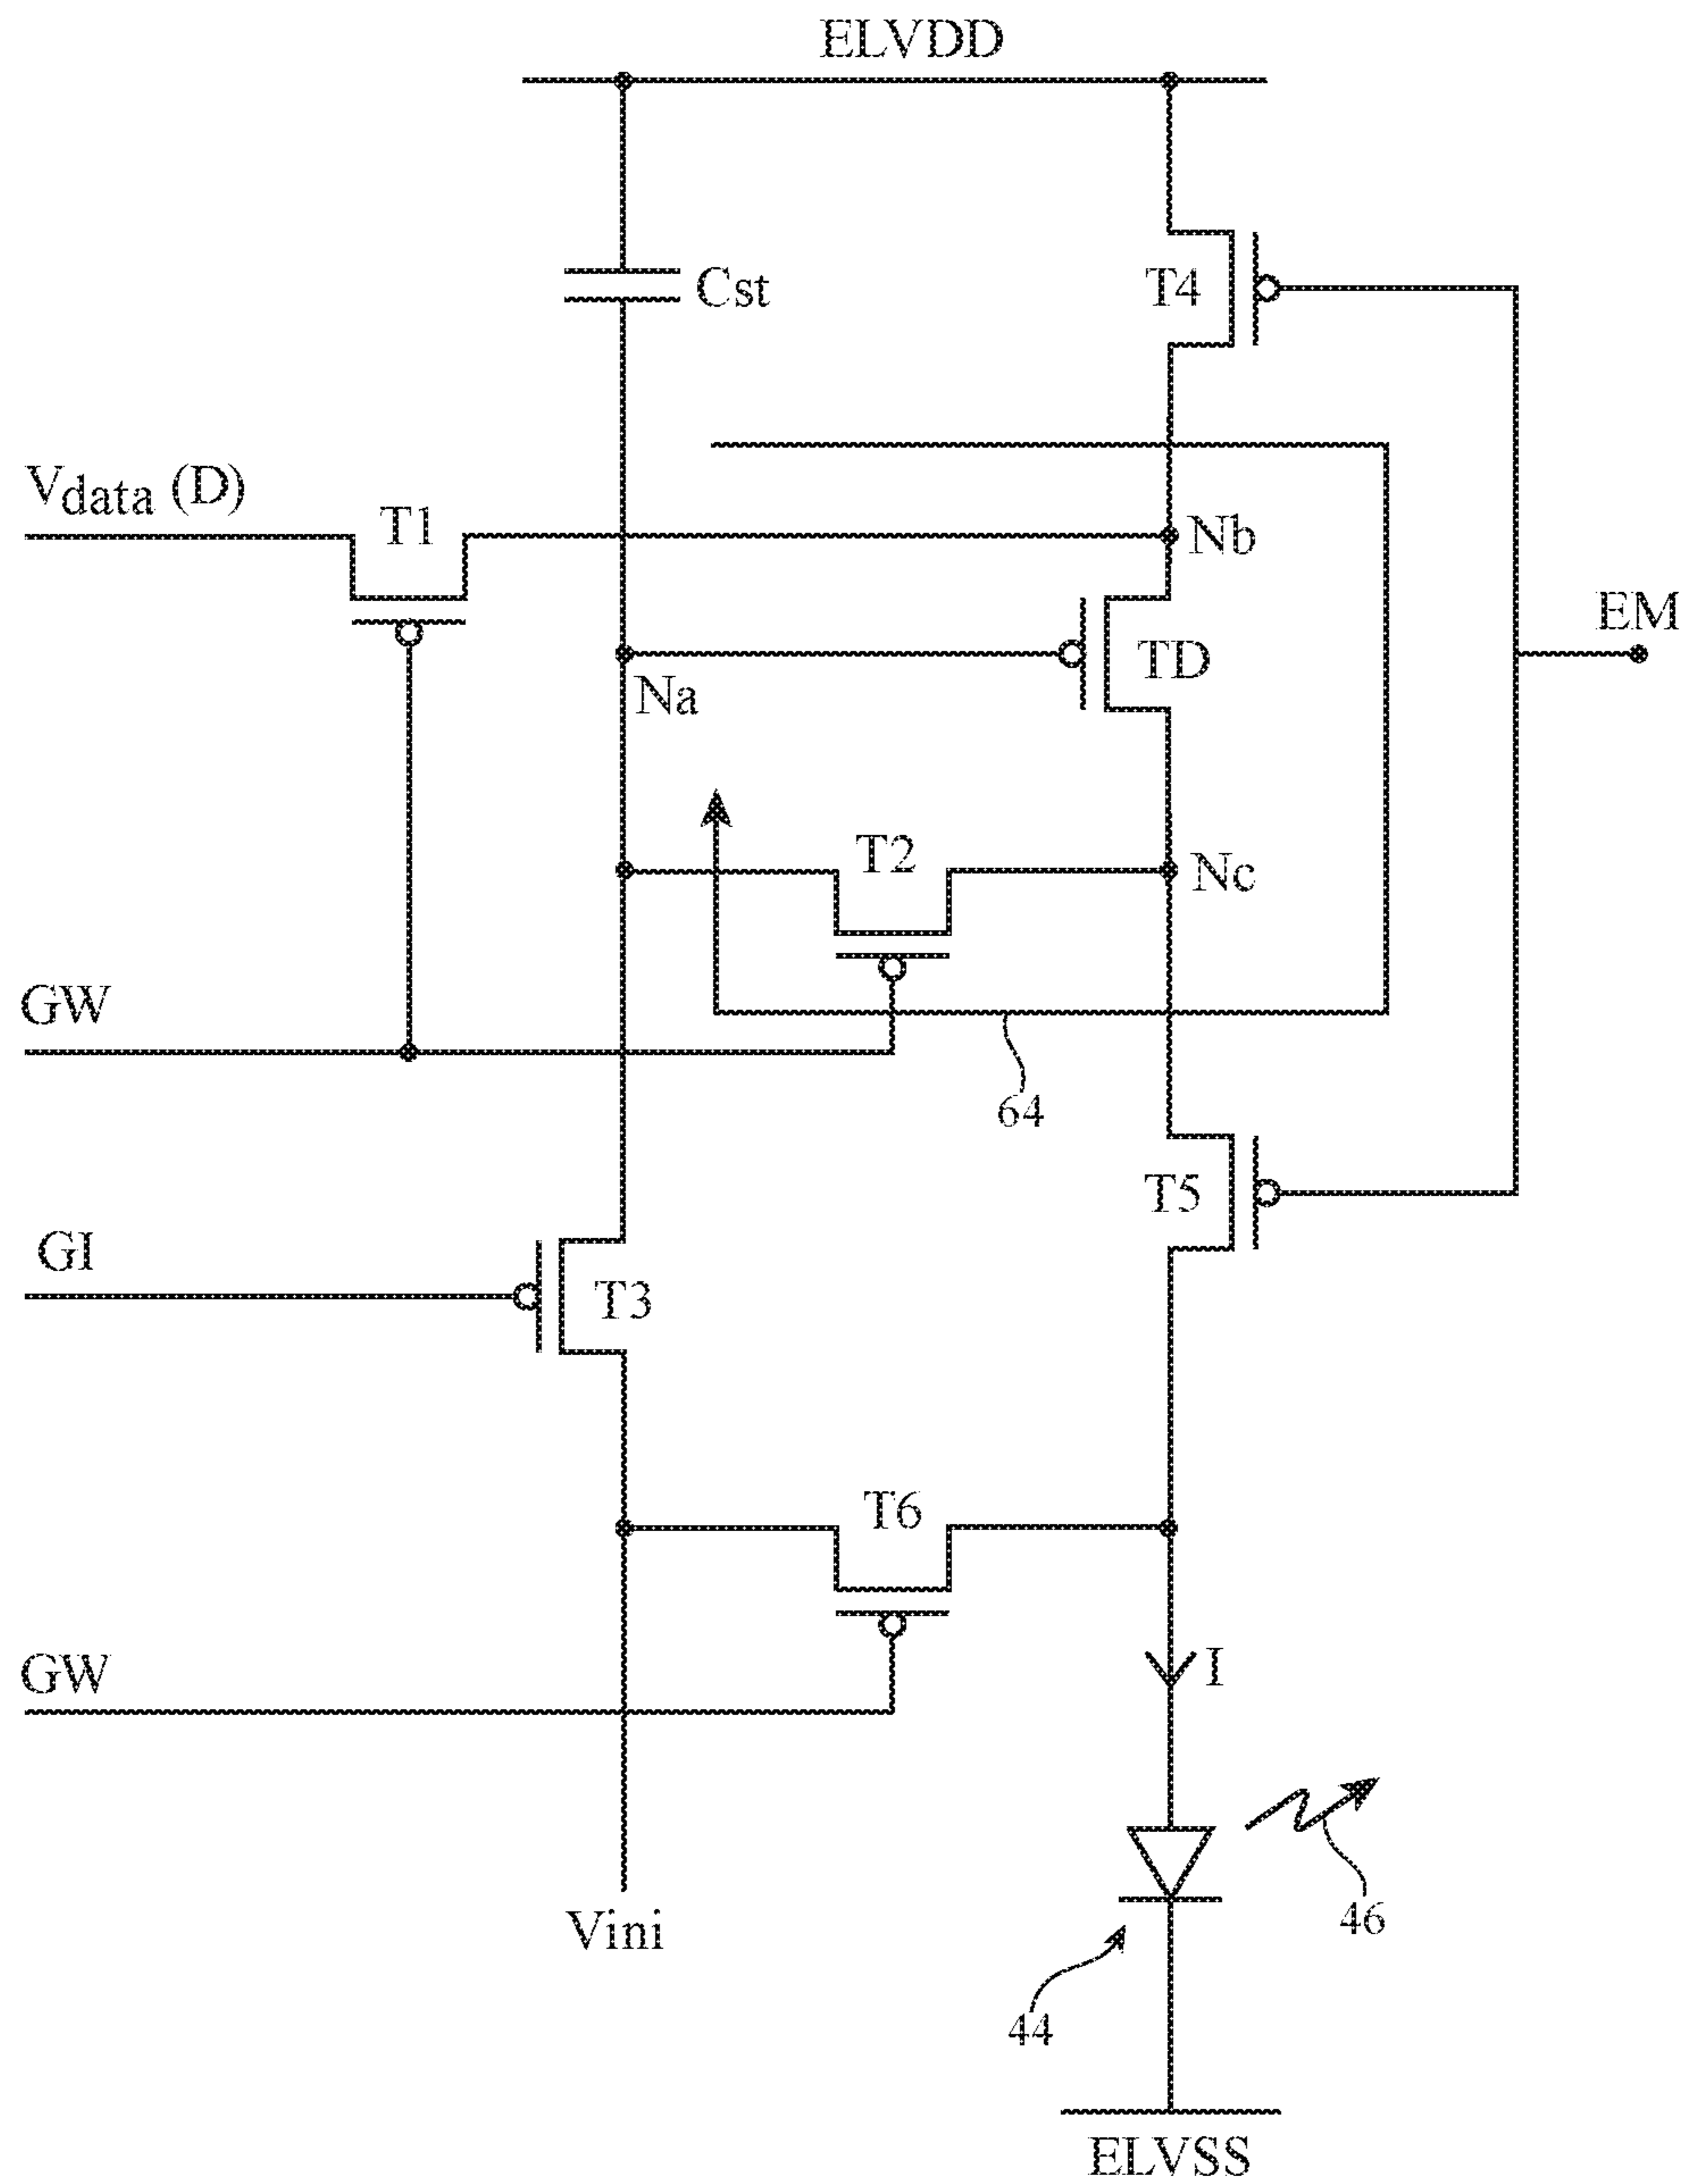 ELVDD
Cst
T4
Vdata (D)
T1
Nb
EM
TD
Na
T2
Nc
GW
64
T5
GI
T3
T6
GW
I
46
Vini
44
ELVSS